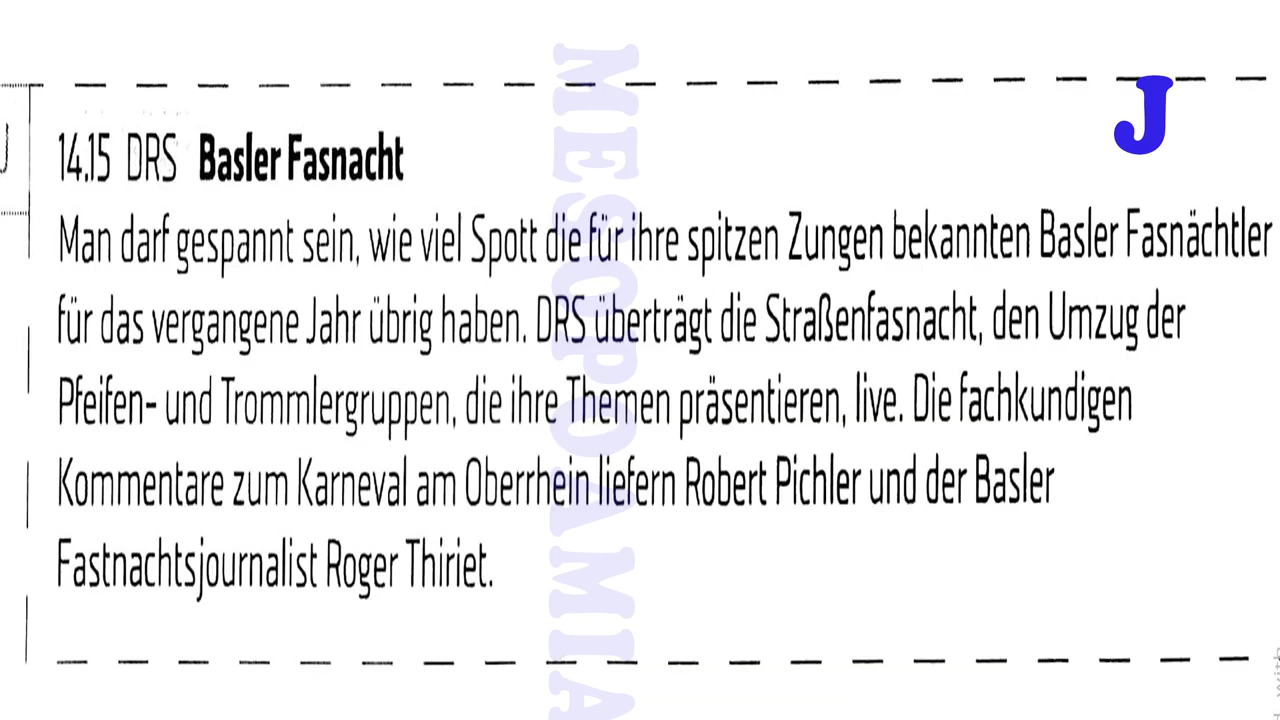 J
14.15 DRS Basler Fasnacht
Man darf gespannt sein, wie viel Spott die für ihre spitzen Zungen bekannten Basler Fasnächtler
für das vergangene Jahr übrig haben. DRS überträgt die Straßenfasnacht, den Umzug der
Pfeifen- und Trommlergruppen, die ihre Themen präsentieren, live. Die fachkundigen
Kommentare zum Karneval am Oberrhein liefern Robert Pichler und der Basler
Fastnachtsjournalist Roger Thiriet.
MESOPOAMIA